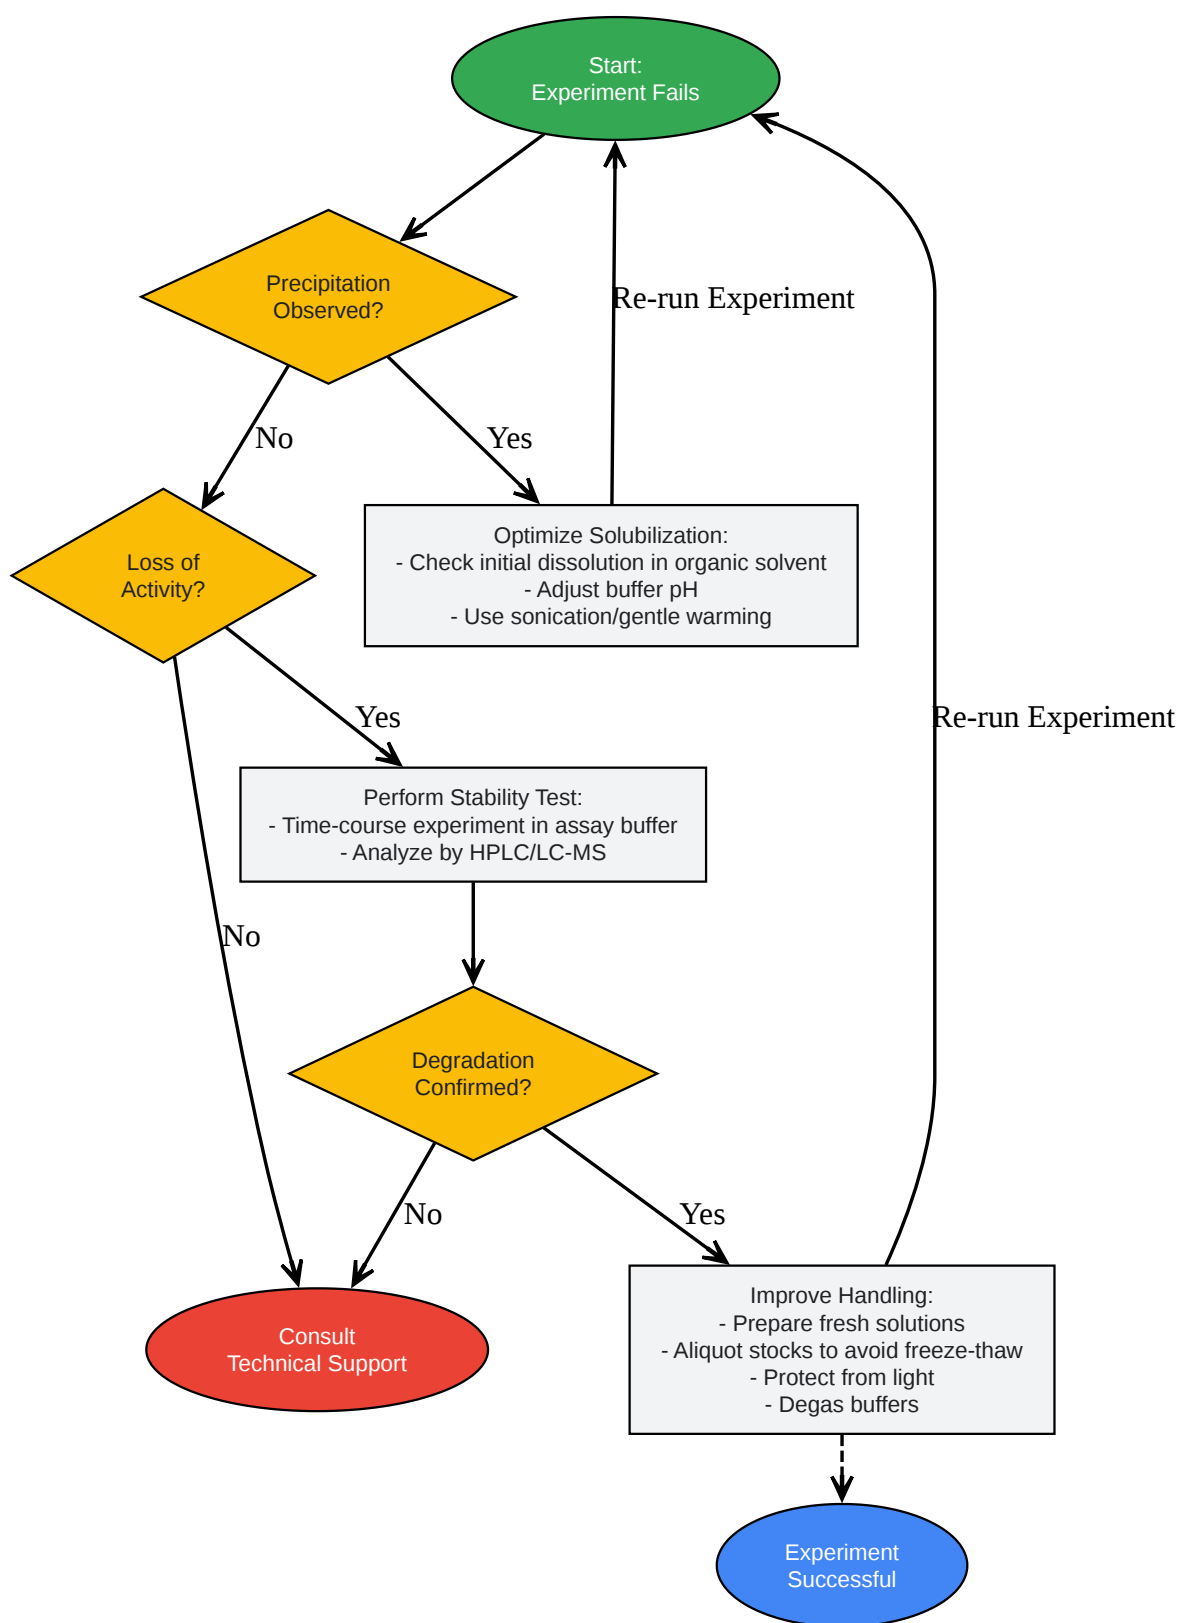 Start:
Experiment Fails
Precipitation
Observed?
Re-run Experiment
No
Yes
Optimize Solubilization:
- Check initial dissolution in organic solvent
- Adjust buffer pH
- Use sonication/gentle warming
Loss of
Activity?
Yes
Re-run Experiment
Perform Stability Test:
- Time-course experiment in assay buffer
- Analyze by HPLC/LC-MS
No
Degradation
Confirmed?
No
Yes
Consult
Technical Support
Improve Handling:
- Prepare fresh solutions
- Aliquot stocks to avoid freeze-thaw
- Protect from light
- Degas buffers
Experiment
Successful